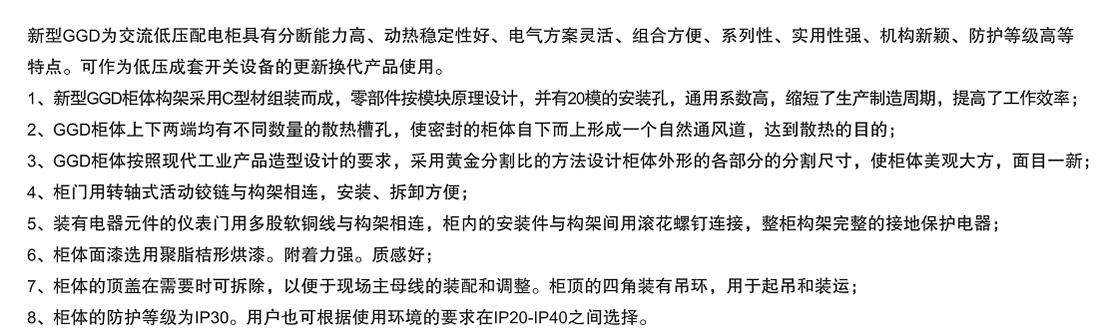 新型GGD为交流低压配电柜具有分断能力高、动热稳定性好、电气方案灵活、组合方便、系列性、实用性强、机构新颖、防护等级高等
特点。可作为低压成套开关设备的更新换代产品使用。
1、新型GGD柜体构架采用C型材组装而成，零部件按模块原理设计，并有20模的安装孔，通用系数高，缩短了生产制造周期，提高了工作效率；
2、GGD柜体上下两端均有不同数量的散热槽孔，使密封的柜体自下而上形成一个自然通风道，达到散热的目的；
3、GGD柜体按照现代工业产品造型设计的要求，采用黄金分割比的方法设计柜体外形的各部分的分割尺寸，使柜体美观大方，面目一新；
4、柜门用转轴式活动铰链与构架相连，安装、拆卸方便；
5、装有电器元件的仪表门用多股软铜线与构架相连，柜内的安装件与构架间用滚花螺钉连接，整柜构架完整的接地保护电器；
6、柜体面漆选用聚脂桔形烘漆。附着力强。质感好；
7、柜体的顶盖在需要时可拆除，以便于现场主母线的装配和调整。柜顶的四角装有吊环，用于起吊和装运；
8、柜体的防护等级为IP30。用户也可根据使用环境的要求在IP20-IP40之间选择。